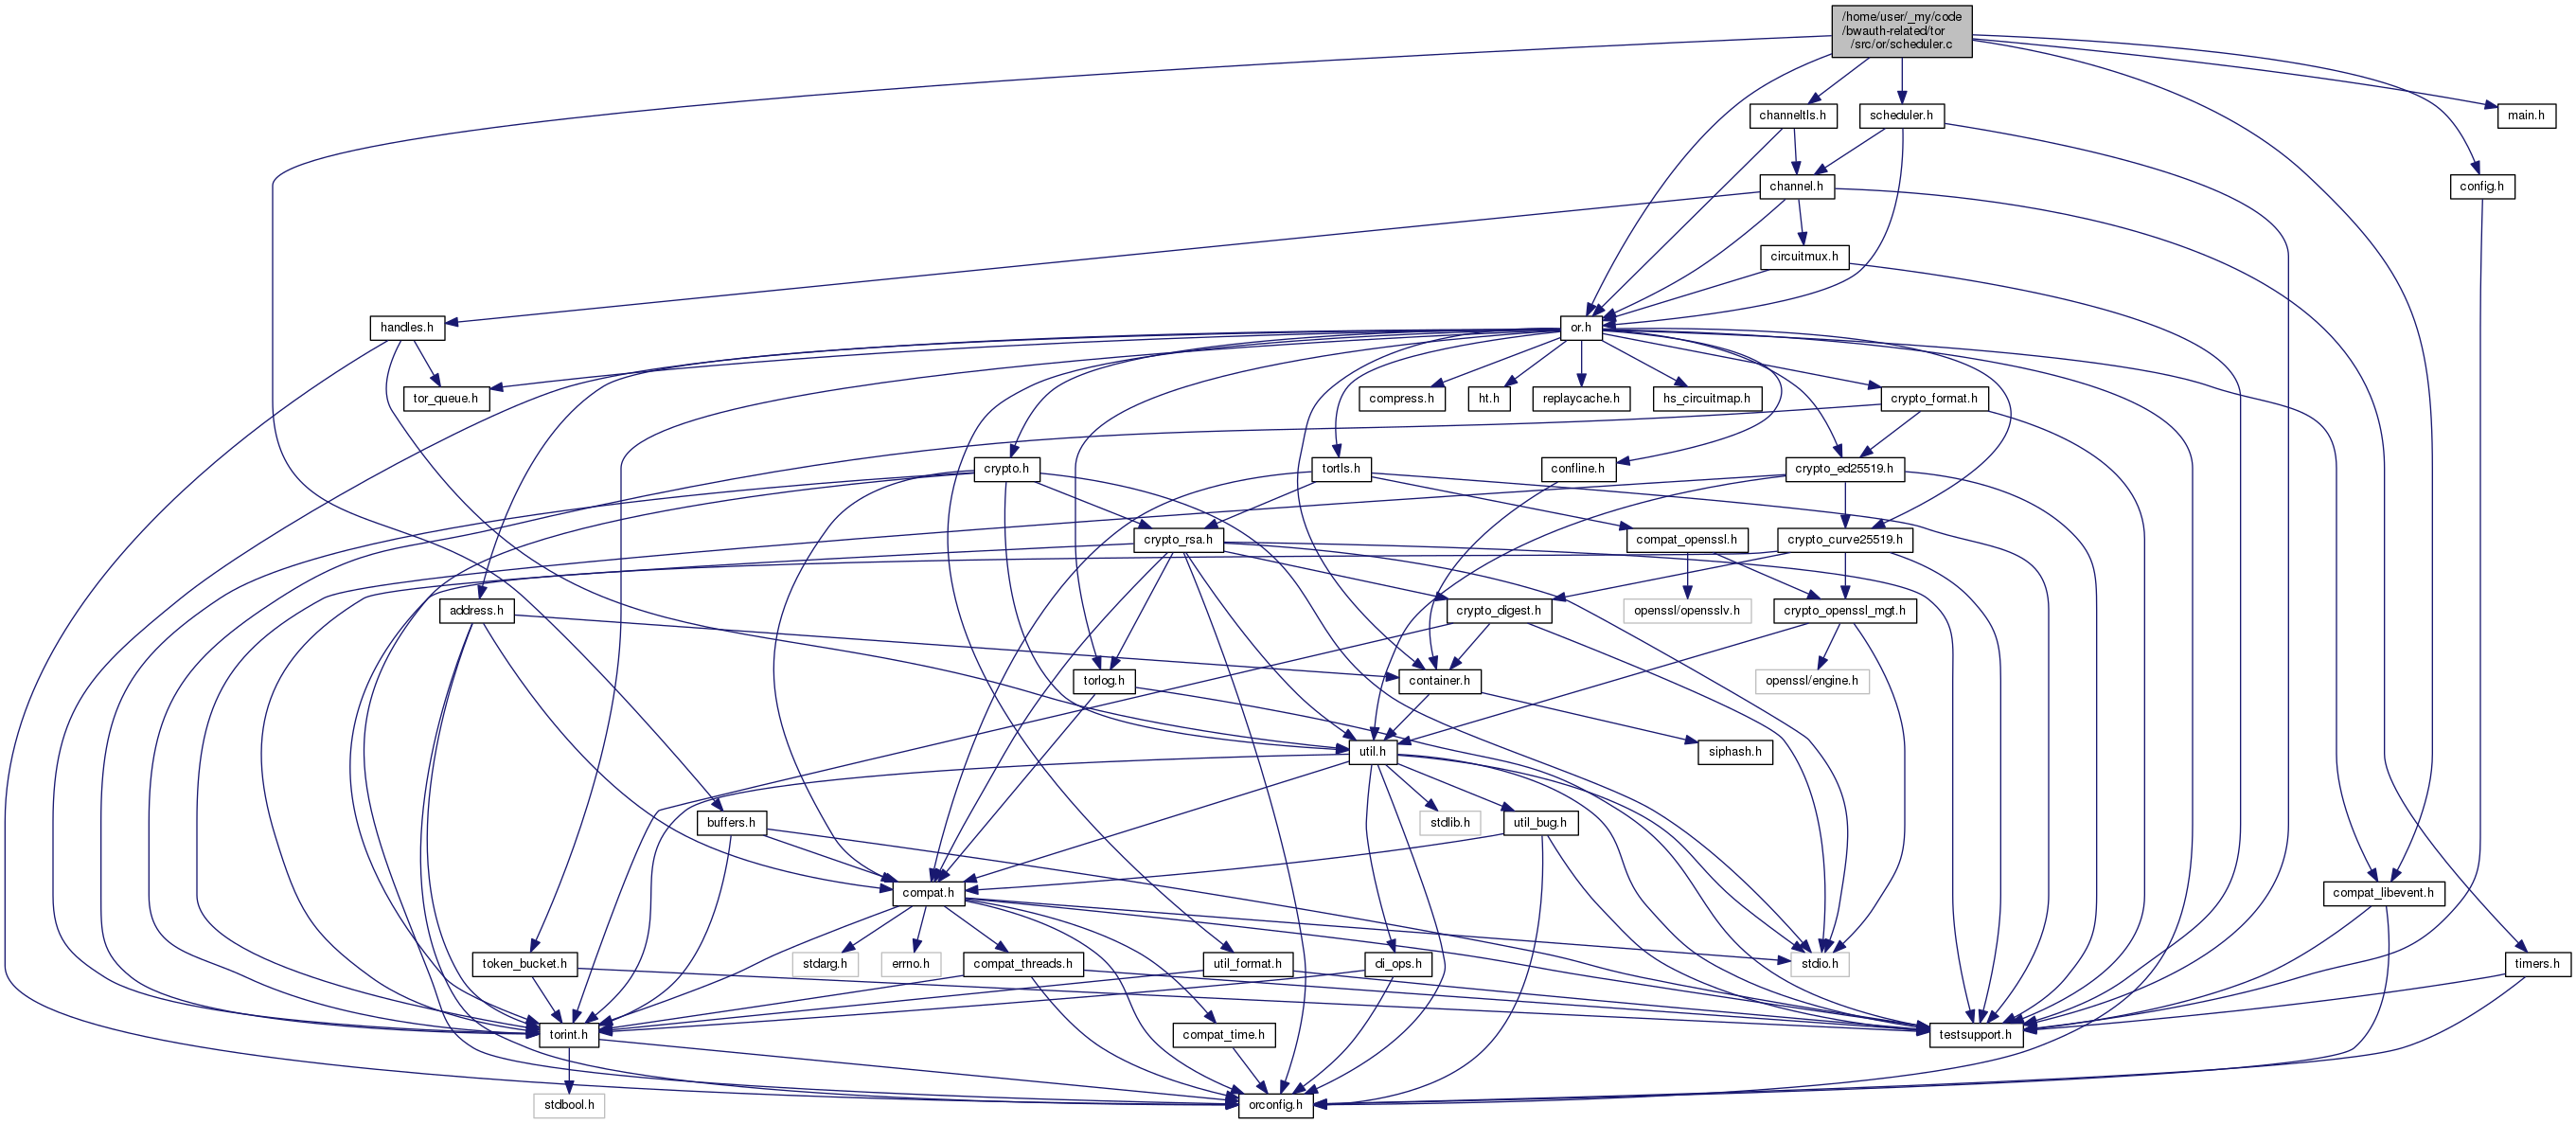 /home/user/_my/code
/bwauth-related/tor
/src/or/scheduler.c
channeltls.h
scheduler.h
main.h
channel.h
config.h
circuitmux.h
handles.h
or.h
tor_queue.h
compress.h
ht.h
replaycache.h
hs_circuitmap.h
crypto_format.h
crypto.h
tortls.h
confline.h
crypto_ed25519.h
crypto_rsa.h
compat_openssl.h
crypto_curve25519.h
address.h
crypto_digest.h
openssl/opensslv.h
crypto_openssl_mgt.h
torlog.h
container.h
openssl/engine.h
util.h
siphash.h
buffers.h
stdlib.h
util_bug.h
compat.h
compat_libevent.h
token_bucket.h
stdarg.h
errno.h
compat_threads.h
util_format.h
di_ops.h
stdio.h
timers.h
torint.h
compat_time.h
testsupport.h
stdbool.h
orconfig.h